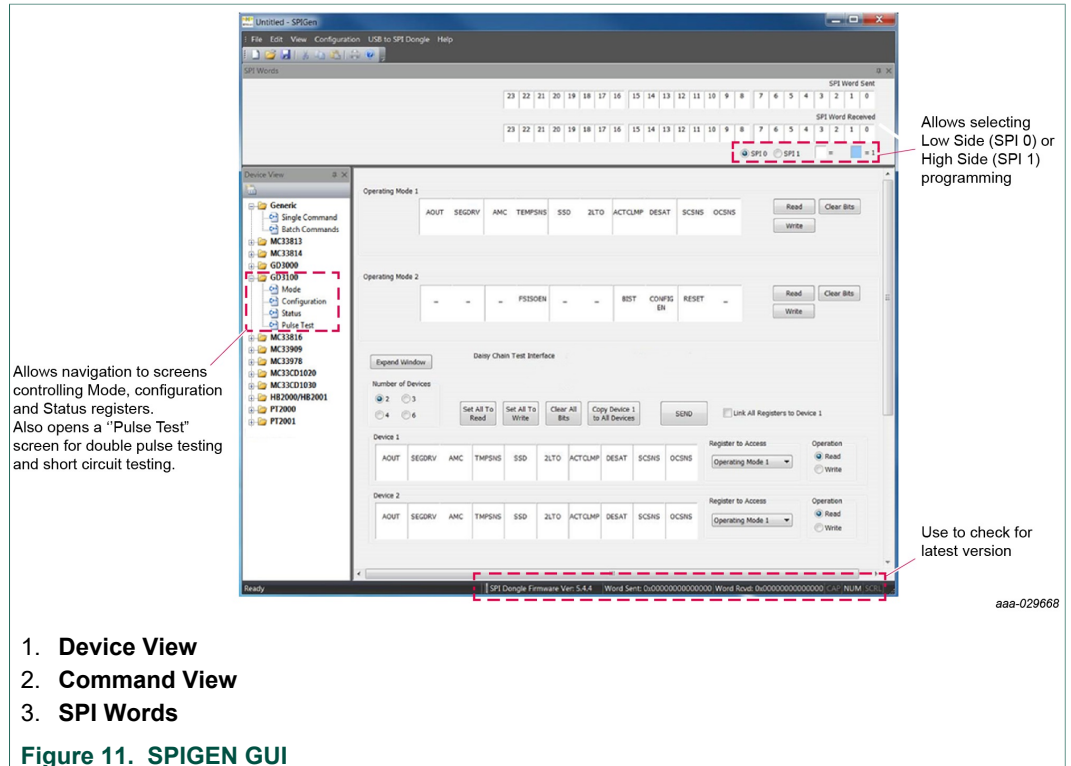 Untitled - SPIGen
File Edit View Configuration USB to SPI Dongle Help
SPI Words
SPI Word Sent
23 22 21 20 19 18 17 16 15 14 13 12 11 10 9 8 7 6 5 4 3 2 1 0
SPI Word Received
23 22 21 20 19 18 17 16 15 14 13 12 11 10 9 8 7 6 5 4 3 2 1 0
SPI 0 SPI 1 = = 1
Allows selecting
Low Side (SPI 0) or
High Side (SPI 1)
programming
Device View
Generic
Single Command
Batch Commands
MC33813
MC33814
GD3000
GD3100
Mode
Configuration
Status
Pulse Test
MC33816
MC33909
MC33978
MC33CD1020
MC33CD1030
HB2000/HB2001
PT2000
PT2001
Allows navigation to screens
controlling Mode, configuration
and Status registers.
Also opens a ‘’Pulse Test”
screen for double pulse testing
and short circuit testing.
Operating Mode 1
AOUT SEGDRV AMC TEMPSNS SSD 2LTO ACTCLMP DESAT SCSNS OCSNS
Read Clear Bits
Write
Operating Mode 2
– – – FSISOEN – – BIST CONFIG EN RESET –
Read Clear Bits
Write
Expend Window
Daisy Chain Test Interface
Number of Devices
2 3
4 6
Set All To Read
Set All To Write
Clear All Bits
Copy Device 1 to All Devices
SEND
Link All Registers to Device 1
Device 1
AOUT SEGDRV AMC TMPSNS SSD 2LTO ACTCLMP DESAT SCSNS OCSNS
Register to Access
Operating Mode 1
Operation
Read
Write
Device 2
AOUT SEGDRV AMC TMPSNS SSD 2LTO ACTCLMP DESAT SCSNS OCSNS
Register to Access
Operating Mode 1
Operation
Read
Write
Use to check for
latest version
Ready
SPI Dongle Firmware Ver: 5.4.4 Word Sent: 0x00000000000000 Word Rcvd: 0x00000000000000 CAP NUM SCRL
aaa-029668
1. Device View
2. Command View
3. SPI Words
Figure 11. SPIGEN GUI